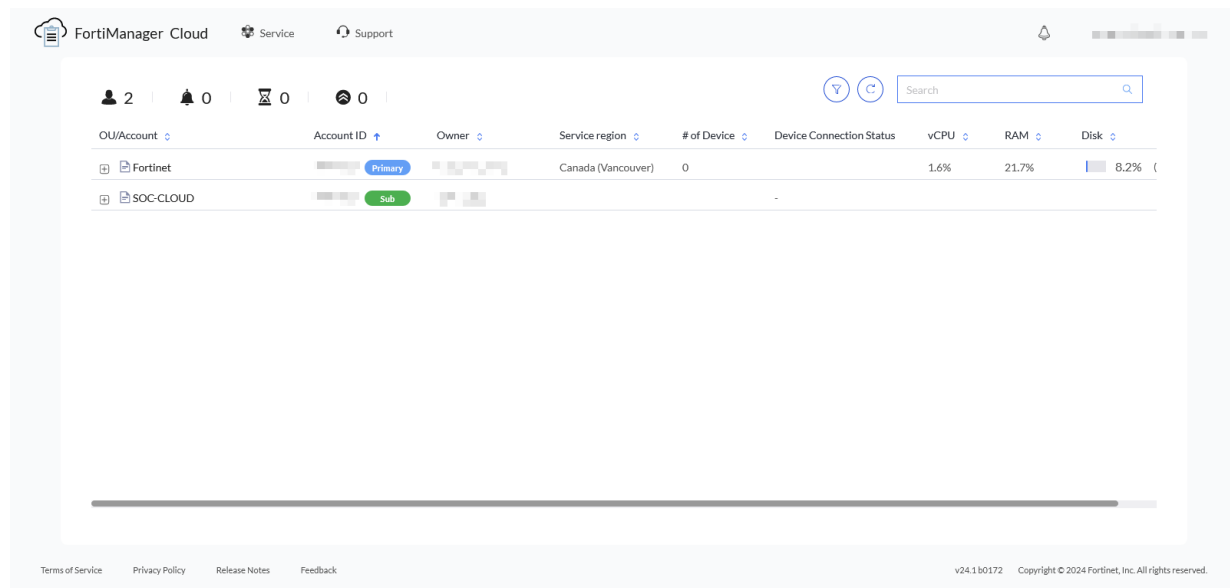 FortiManager Cloud Service Support
2 0 0 0 Search
OU/Account Account ID Owner Service region # of Device Device Connection Status vCPU RAM Disk
Fortinet Primary Canada (Vancouver) 0 1.6% 21.7% 8.2% (
SOC-CLOUD Sub -
Terms of Service Privacy Policy Release Notes Feedback v24.1 b0172 Copyright © 2024 Fortinet, Inc. All rights reserved.